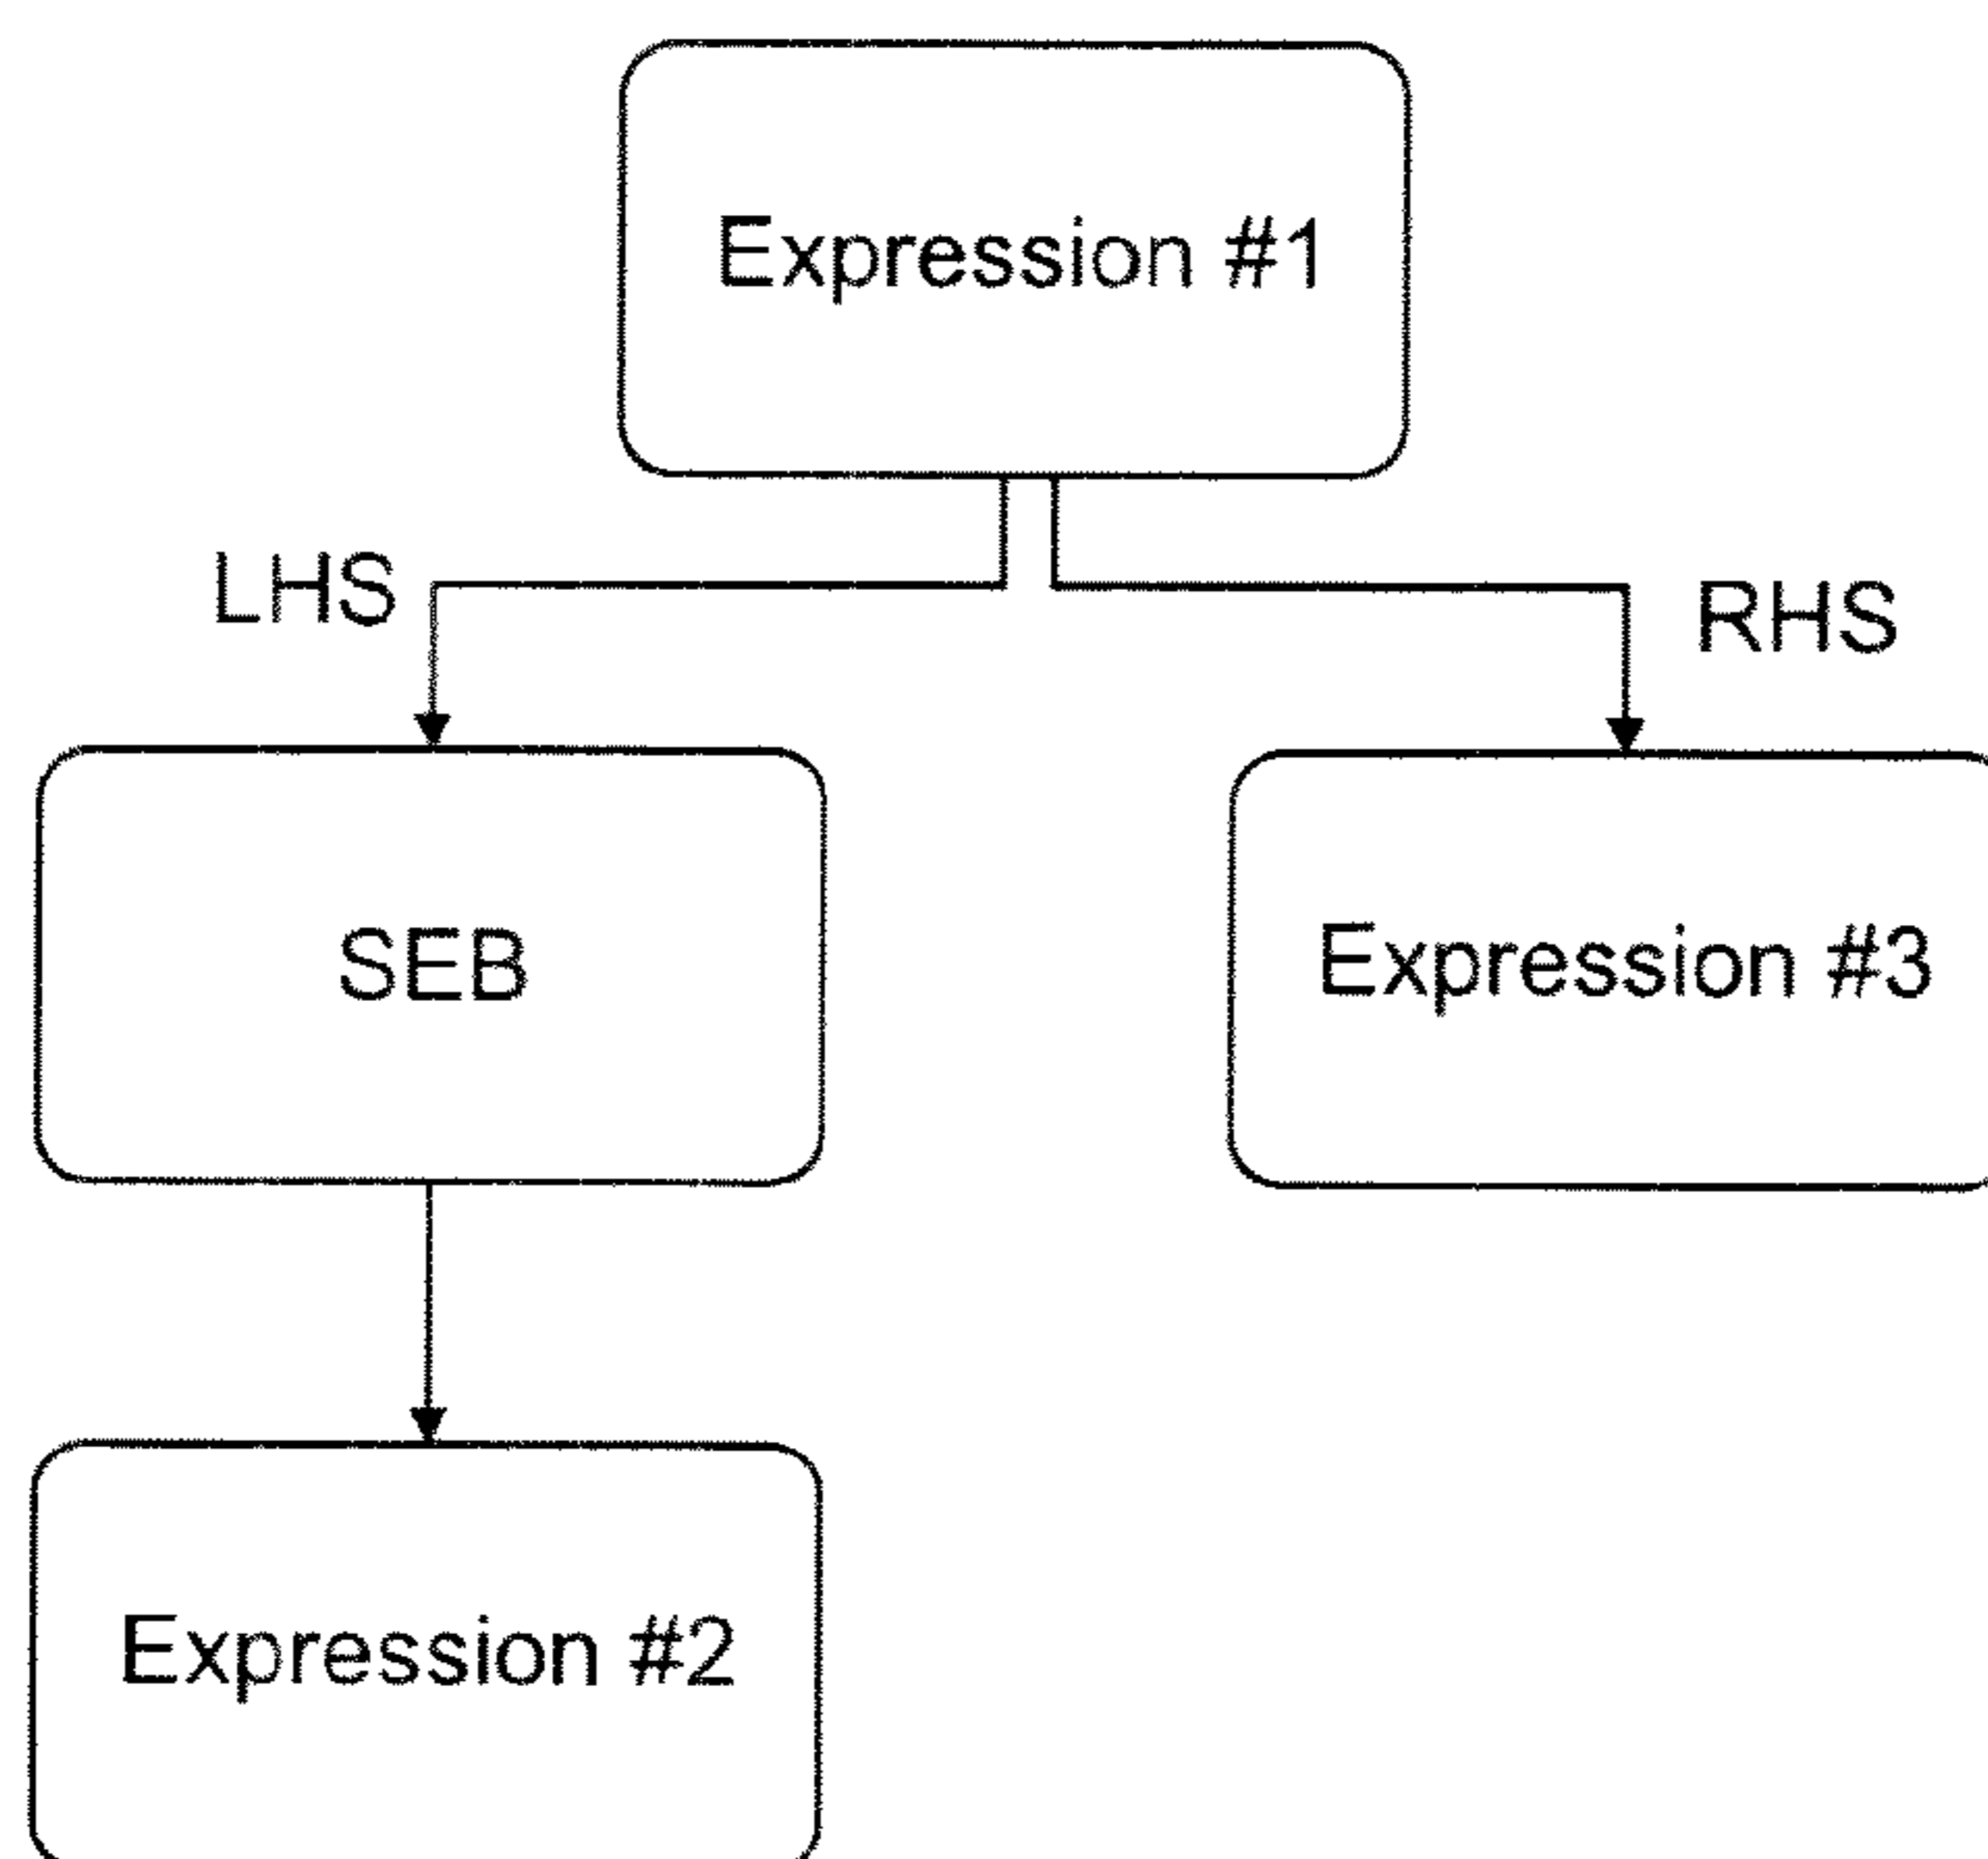 Expression #1
LHS
RHS
SEB
Expression #3
Expression #2